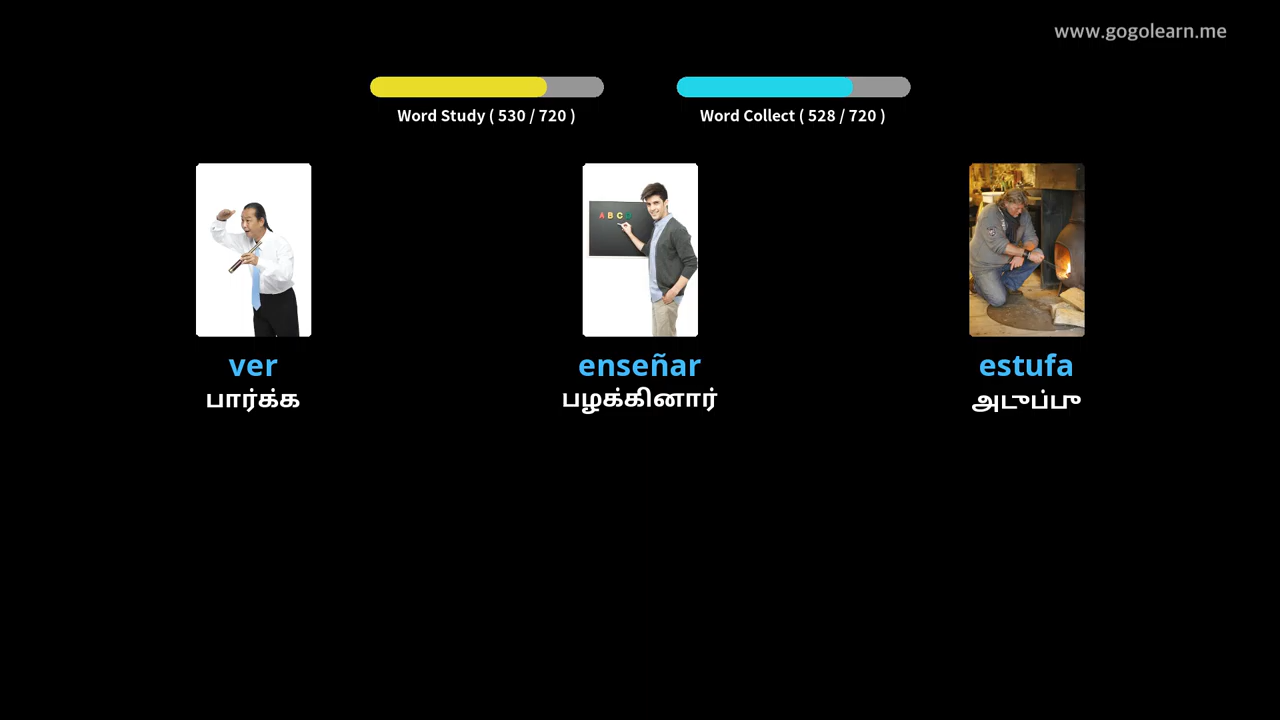 www.gogolearn.me
Word Study ( 530 / 720 )
Word Collect ( 528 / 720 )
A B C D
ver
enseñar
estufa
பார்க்க
பழக்கினார்
அடுப்பு